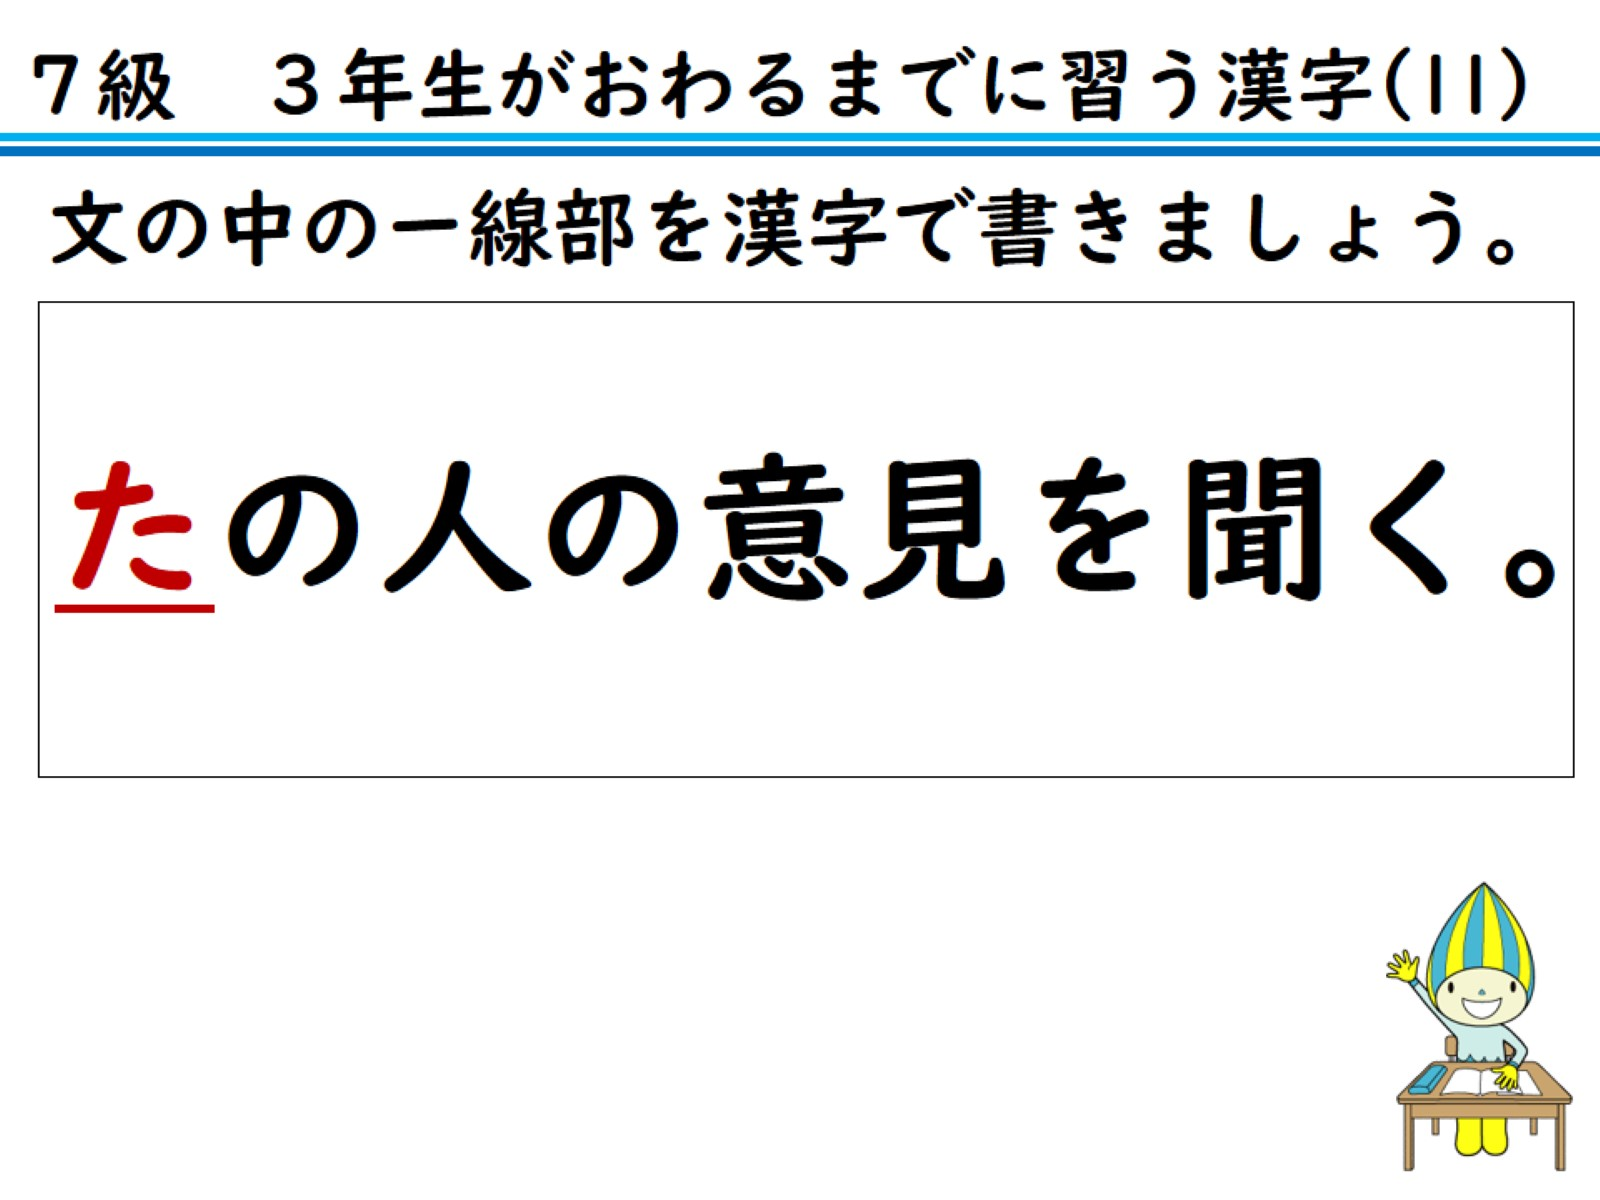 ７級　３年生がおわるまでに習う漢字(11)
文の中の一線部を漢字で書きましょう。
たの人の意見を聞く。